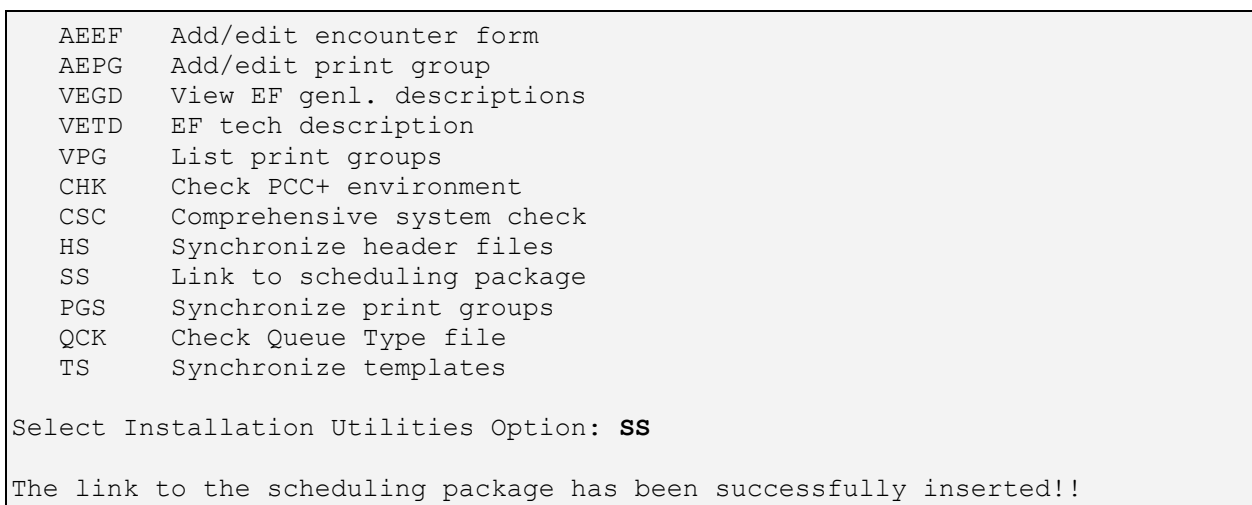 AEEF   Add/edit encounter form
AEPG   Add/edit print group
VEGD   View EF genl. descriptions
VETD   EF tech description
VPG    List print groups
CHK    Check PCC+ environment
CSC    Comprehensive system check
HS     Synchronize header files
SS     Link to scheduling package
PGS    Synchronize print groups
QCK    Check Queue Type file
TS     Synchronize templates
Select Installation Utilities Option: SS
The link to the scheduling package has been successfully inserted!!